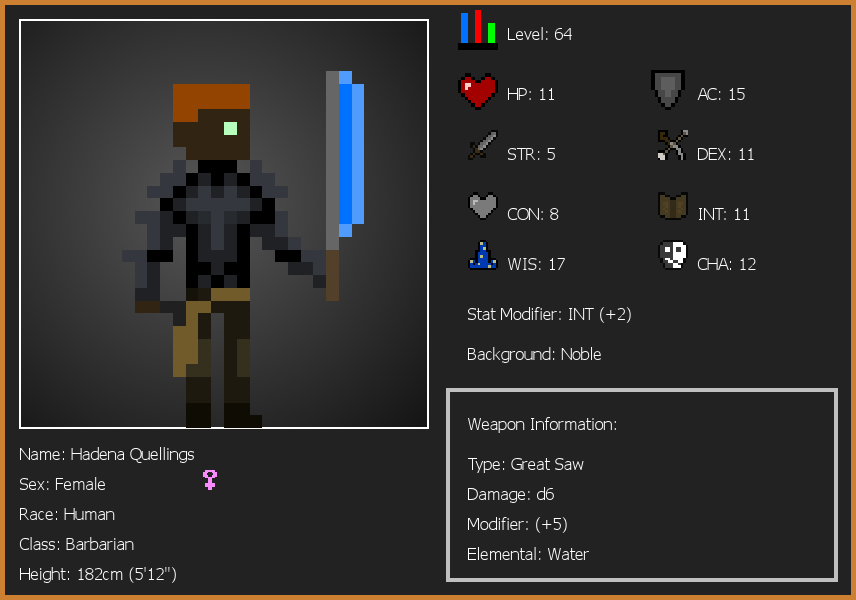 Level: 64
HP: 11
AC: 15
STR: 5
DEX: 11
CON: 8
INT: 11
WIS: 17
CHA: 12
Stat Modifier: INT (+2)
Background: Noble
Weapon Information:
Type: Great Saw
Damage: d6
Modifier: (+5)
Elemental: Water
Name: Hadena Quellings
Sex: Female
Race: Human
Class: Barbarian
Height: 182cm (5'12")